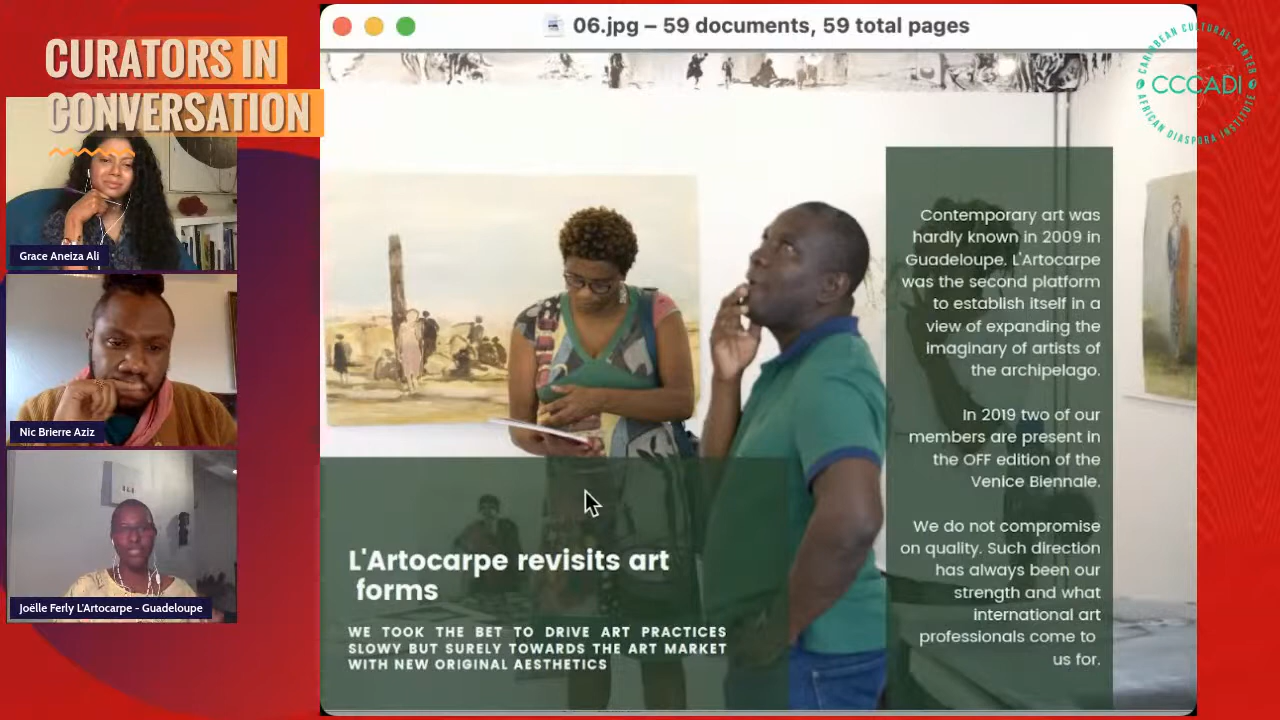 06.jpg – 59 documents, 59 total pages
CURATORS IN
CONVERSATION
CARIBBEAN CULTURAL CENTER
CCCADI
AFRICAN DIASPORA INSTITUTE
Grace Aneiza Ali
Nic Brierre Aziz
Joëlle Ferly L'Artocarpe - Guadeloupe
Contemporary art was
hardly known in 2009 in
Guadeloupe. L'Artocarpe
was the second platform
to establish itself in a
view of expanding the
imaginary of artists of
the archipelago.
In 2019 two of our
members are present in
the OFF edition of the
Venice Biennale.
We do not compromise
on quality. Such direction
has always been our
strength and what
international art
professionals come to
us for.
L'Artocarpe revisits art
forms
WE TOOK THE BET TO DRIVE ART PRACTICES
SLOWY BUT SURELY TOWARDS THE ART MARKET
WITH NEW ORIGINAL AESTHETICS